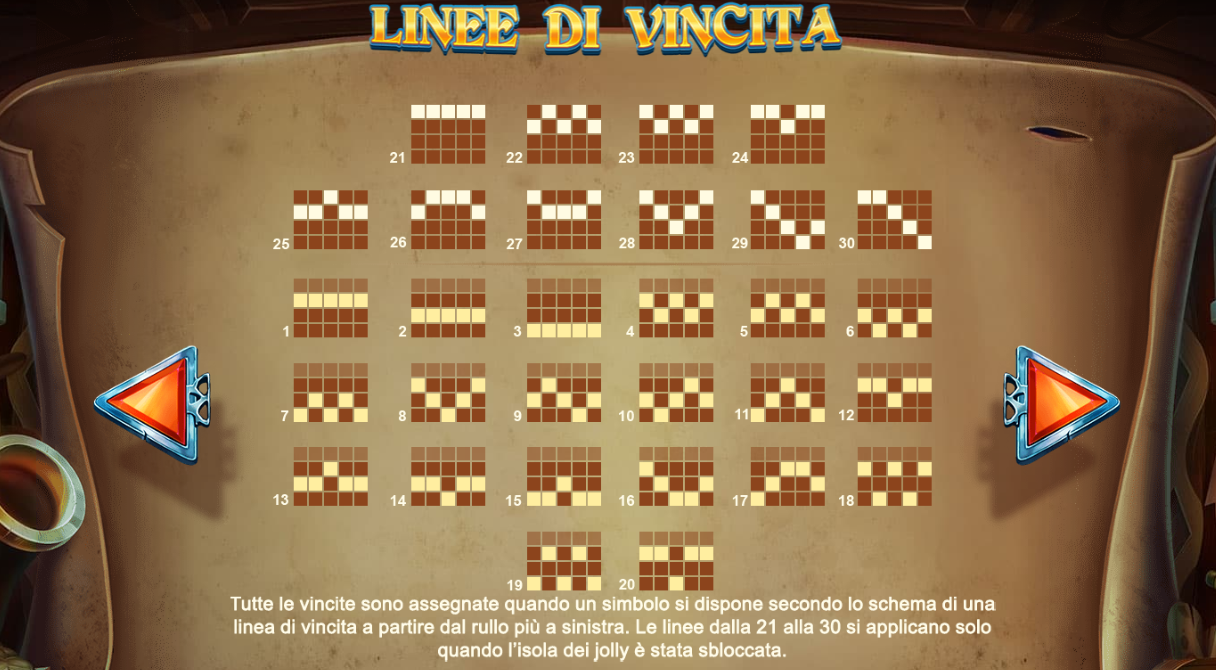 LINEE DI VINCITA
21 22 23 24
25 26 27 28 29 30
1 2 3 4 5 6
7 8 9 10 11 12
13 14 15 16 17 18
19 20
Tutte le vincite sono assegnate quando un simbolo si dispone secondo lo schema di una
linea di vincita a partire dal rullo più a sinistra. Le linee dalla 21 alla 30 si applicano solo
quando l'isola dei jolly è stata sbloccata.